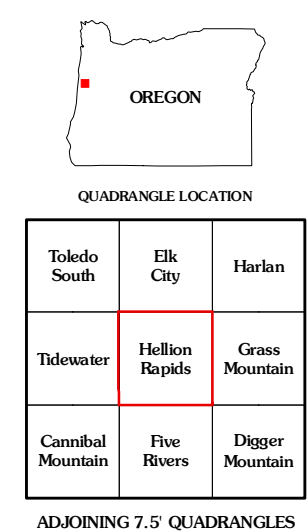 OREGON
QUADRANGLE LOCATION
Toledo
South
Elk
City
Harlan
Tidewater
Hellion
Rapids
Grass
Mountain
Cannibal
Mountain
Five
Rivers
Digger
Mountain
ADJOINING 7.5' QUADRANGLES